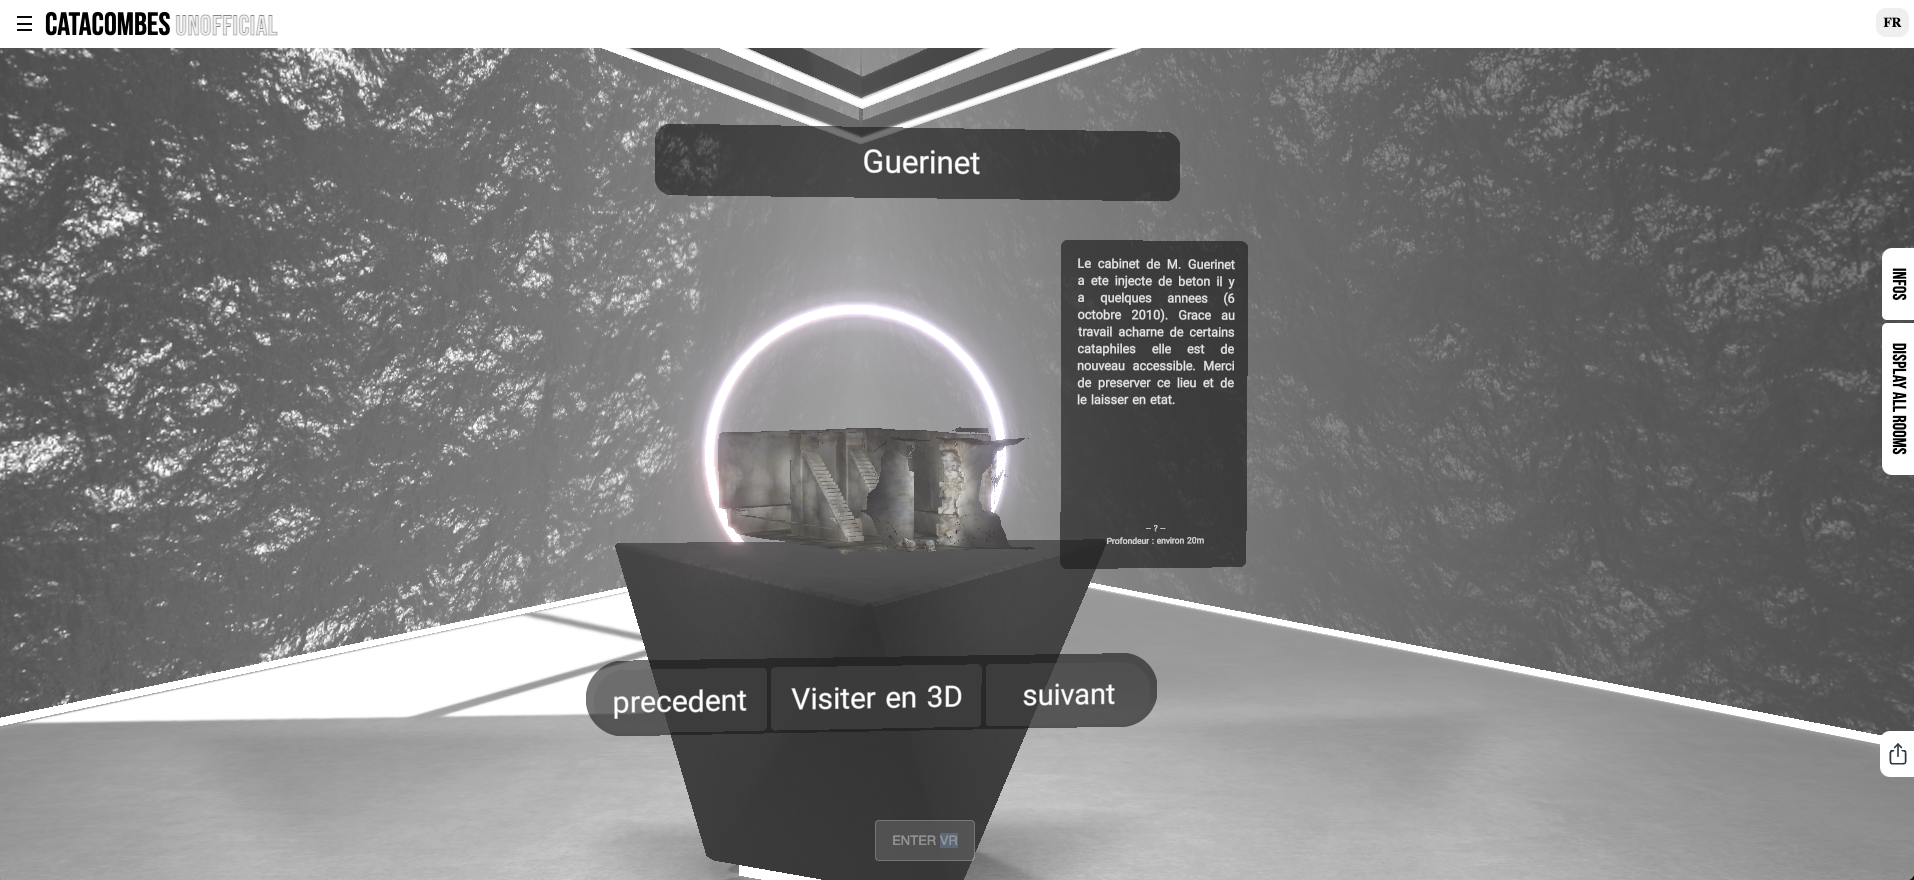 CATACOMBES UNOFFICIAL
FR
Guerinet
Le cabinet de M. Guerinet
a ete injecte de beton il y
a quelques annees (6
octobre 2010). Grace au
travail acharne de certains
cataphiles elle est de
nouveau accessible. Merci
de preserver ce lieu et de
le laisser en etat.
– ? –
Profondeur : environ 20m
INFOS
DISPLAY ALL ROOMS
precedent
Visiter en 3D
suivant
ENTER VR